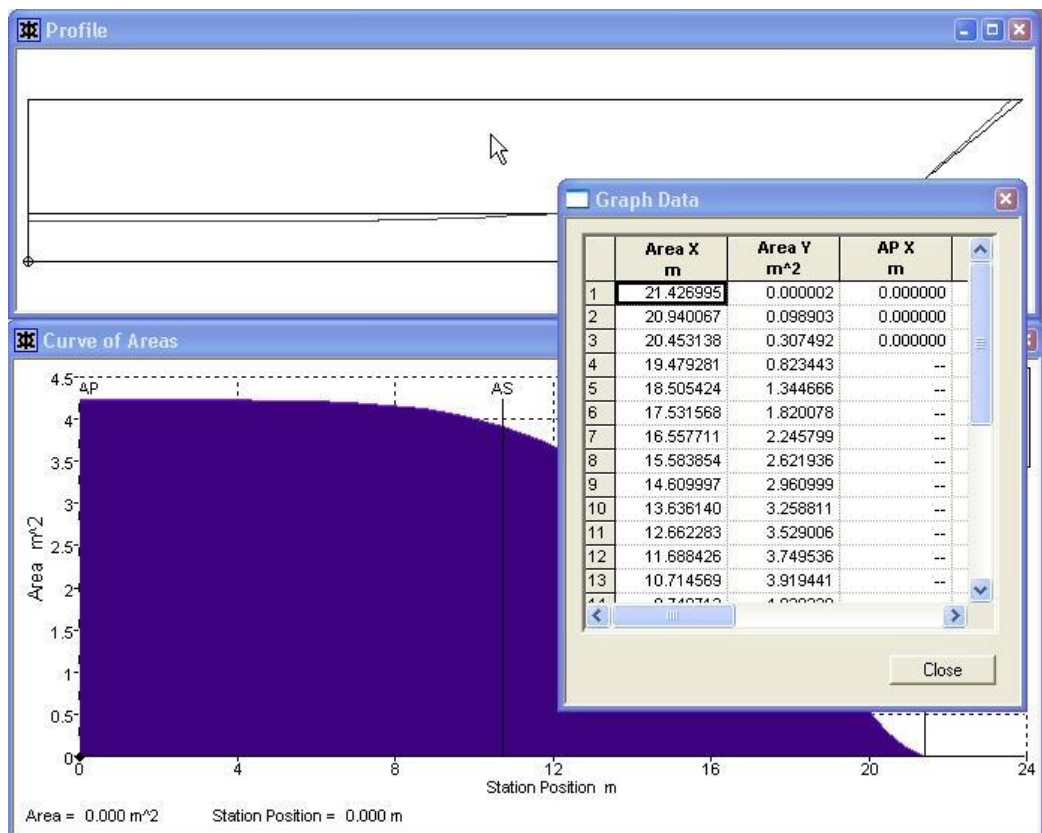 Profile
Graph Data
Area X m Area Y m^2 AP X m
1 21.426995 0.000002 0.000000
2 20.940067 0.098903 0.000000
3 20.453138 0.307492 0.000000
4 19.479281 0.823443 --
5 18.505424 1.344666 --
6 17.531568 1.820078 --
7 16.557711 2.245799 --
8 15.583854 2.621936 --
9 14.609997 2.960999 --
10 13.636140 3.258811 --
11 12.662283 3.529006 --
12 11.688426 3.749536 --
13 10.714569 3.919441 --
Close
Curve of Areas
4.5
AP
AS
4
3.5
3
2.5
2
1.5
1
0.5
0
Area m^2
0 4 8 12 16 20 24
Station Position m
Area = 0.000 m^2 Station Position = 0.000 m